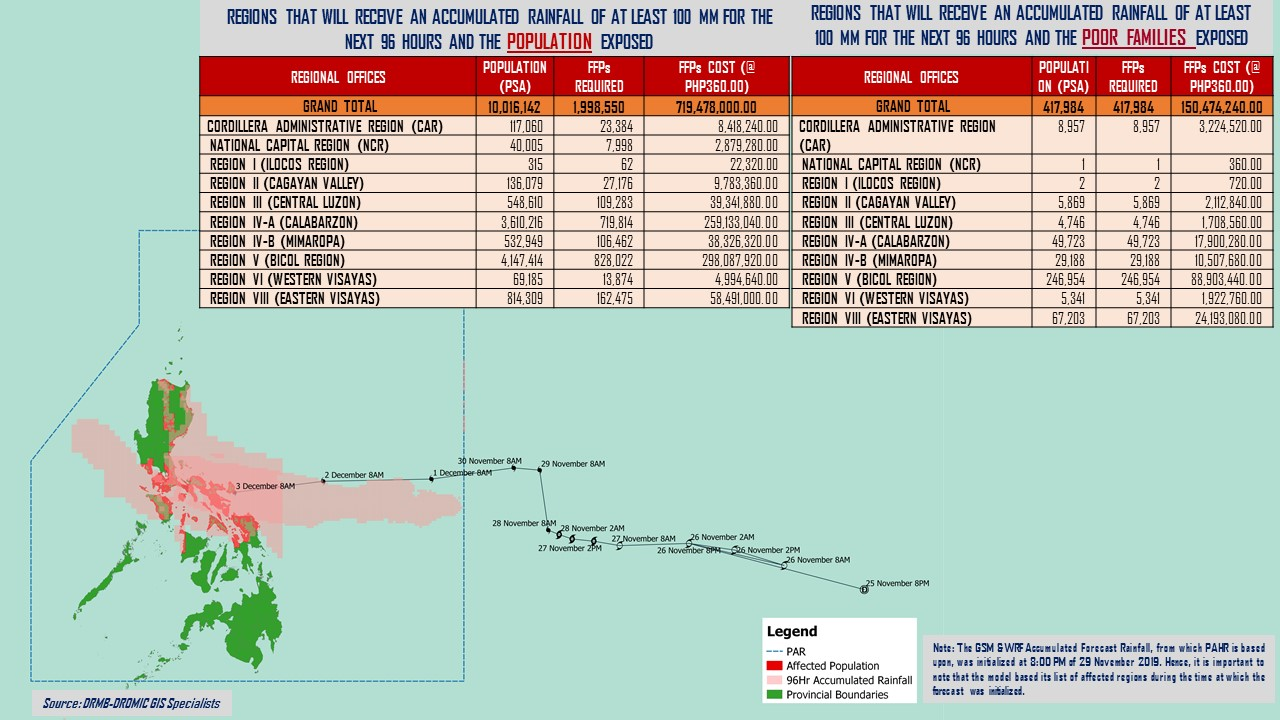 REGIONS THAT WILL RECEIVE AN ACCUMULATED RAINFALL OF AT LEAST 100 MM FOR THE
NEXT 96 HOURS AND THE POPULATION EXPOSED
REGIONAL OFFICES POPULATION (PSA) FFPs REQUIRED FFPs COST (@ PHP360.00)
GRAND TOTAL 10,016,142 1,998,550 719,478,000.00
CORDILLERA ADMINISTRATIVE REGION (CAR) 117,060 23,384 8,418,240.00
NATIONAL CAPITAL REGION (NCR) 40,005 7,998 2,879,280.00
REGION I (ILOCOS REGION) 315 62 22,320.00
REGION II (CAGAYAN VALLEY) 136,079 27,176 9,783,360.00
REGION III (CENTRAL LUZON) 548,610 109,283 39,341,880.00
REGION IV-A (CALABARZON) 3,610,216 719,814 259,133,040.00
REGION IV-B (MIMAROPA) 532,949 106,462 38,326,320.00
REGION V (BICOL REGION) 4,147,414 828,022 298,087,920.00
REGION VI (WESTERN VISAYAS) 69,185 13,874 4,994,640.00
REGION VIII (EASTERN VISAYAS) 814,309 162,475 58,491,000.00
REGIONS THAT WILL RECEIVE AN ACCUMULATED RAINFALL OF AT LEAST
100 MM FOR THE NEXT 96 HOURS AND THE POOR FAMILIES EXPOSED
REGIONAL OFFICES POPULATI ON (PSA) FFPs REQUIRED FFPs COST (@ PHP360.00)
GRAND TOTAL 417,984 417,984 150,474,240.00
CORDILLERA ADMINISTRATIVE REGION (CAR) 8,957 8,957 3,224,520.00
NATIONAL CAPITAL REGION (NCR) 1 1 360.00
REGION I (ILOCOS REGION) 2 2 720.00
REGION II (CAGAYAN VALLEY) 5,869 5,869 2,112,840.00
REGION III (CENTRAL LUZON) 4,746 4,746 1,708,560.00
REGION IV-A (CALABARZON) 49,723 49,723 17,900,280.00
REGION IV-B (MIMAROPA) 29,188 29,188 10,507,680.00
REGION V (BICOL REGION) 246,954 246,954 88,903,440.00
REGION VI (WESTERN VISAYAS) 5,341 5,341 1,922,760.00
REGION VIII (EASTERN VISAYAS) 67,203 67,203 24,193,080.00
30 November 8AM
29 November 8AM
2 December 8AM
1 December 8AM
3 December 8AM
28 November 8AM
28 November 2AM
27 November 8AM
26 November 2AM
27 November 2PM
26 November 8PM
26 November 2PM
26 November 8AM
25 November 8PM
Legend
PAR
Affected Population
96Hr Accumulated Rainfall
Provincial Boundaries
Note: The GSM & WRF Accumulated Forecast Rainfall, from which PAHR is based
upon, was initialized at 8:00 PM of 29 November 2019. Hence, it is important to
note that the model based its list of affected regions during the time at which the
forecast was initialized.
Source: DRMB-DROMIC GIS Specialists